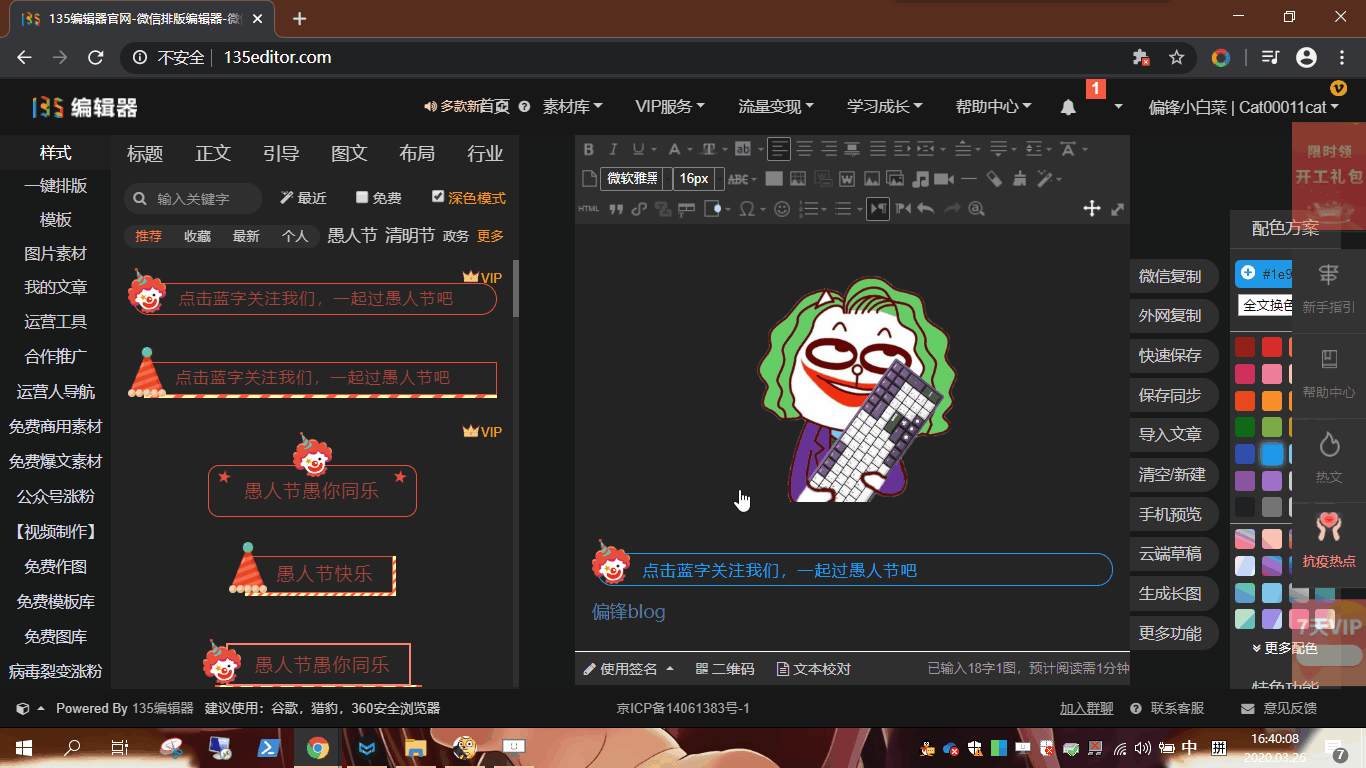 135编辑器官网-微信排版编辑器-微
不安全
135editor.com
135 编辑器
多款新
首页
素材库
VIP服务
流量变现
学习成长
帮助中心
1
偏锋小白菜 | Cat00011cat
样式
一键排版
模板
图片素材
我的文章
运营工具
合作推广
运营人导航
免费商用素材
免费爆文素材
公众号涨粉
【视频制作】
免费作图
免费模板库
免费图库
病毒裂变涨粉
标题 正文 引导 图文 布局 行业
输入关键字 最近 免费 深色模式
推荐 收藏 最新 个人 愚人节 清明节 政务 更多
VIP
点击蓝字关注我们，一起过愚人节吧
点击蓝字关注我们，一起过愚人节吧
VIP
愚人节愚你同乐
愚人节快乐
愚人节愚你同乐
微软雅黑 16px ABC
HTML
点击蓝字关注我们，一起过愚人节吧
偏锋blog
使用签名 二维码 文本校对 已输入18字1图，预计阅读需1分钟
微信复制
外网复制
快速保存
保存同步
导入文章
清空/新建
手机预览
云端草稿
生成长图
更多功能
限时领
开工礼包
配色方案
#1e9
全文换色
新手指引
帮助中心
热文
抗疫热点
7天VIP
更多配色
特色功能
Powered By 135编辑器 建议使用：谷歌，猎豹，360安全浏览器
京ICP备14061383号-1
加入群聊 联系客服 意见反馈
中 拼
16:40:08
2020.03.26
7